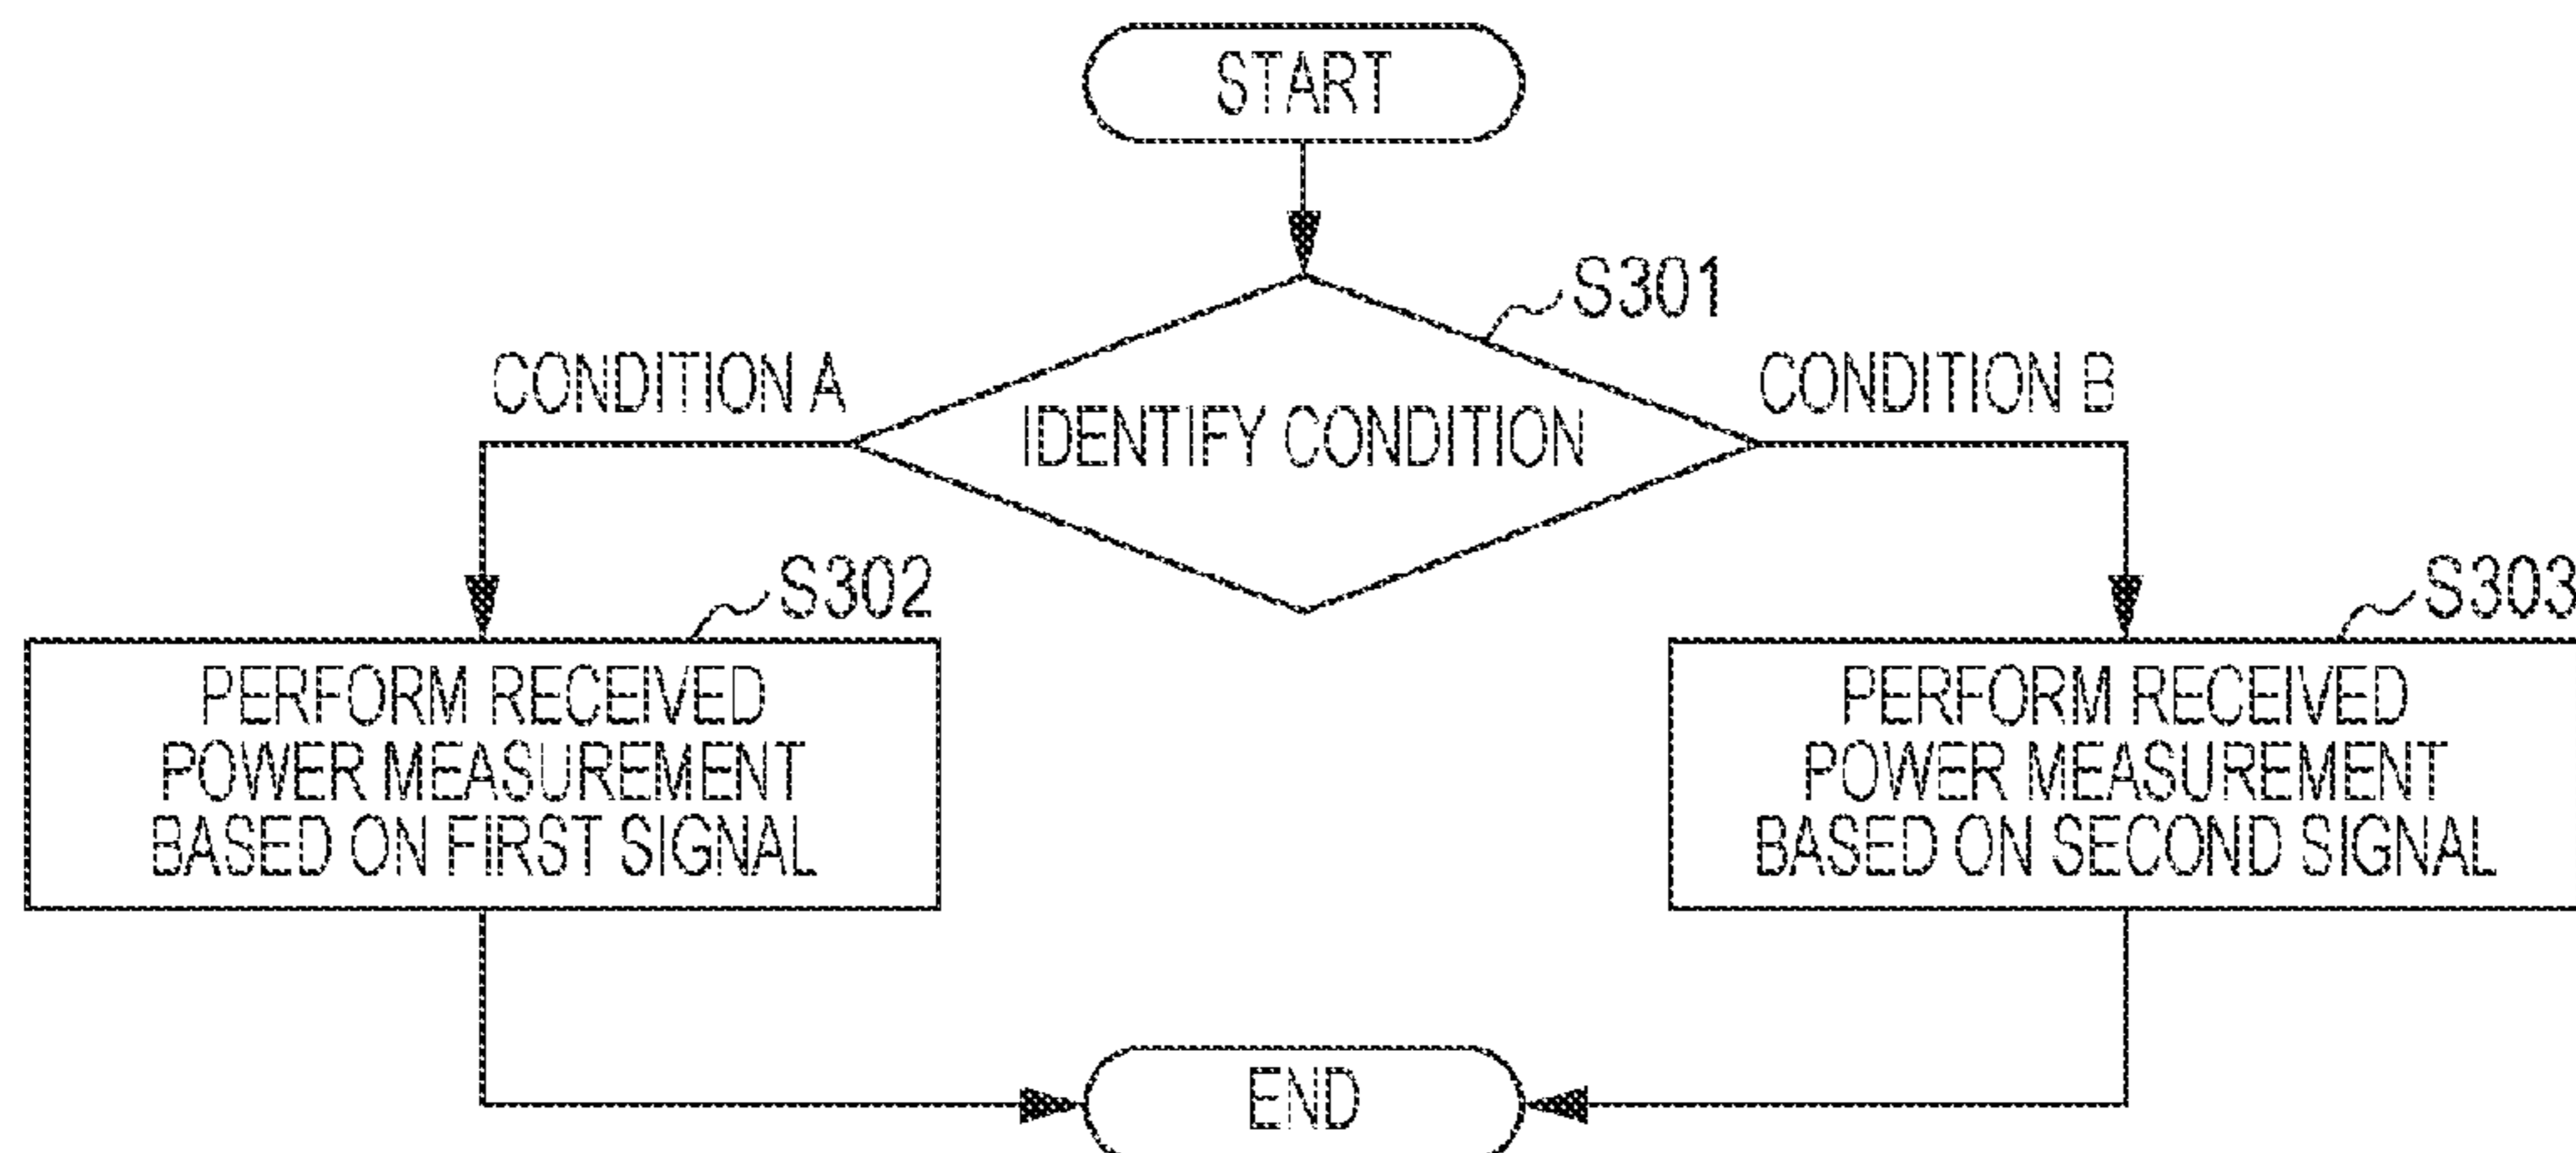 START
S301
CONDITION A
IDENTIFY CONDITION
CONDITION B
S302
PERFORM RECEIVED
POWER MEASUREMENT
BASED ON FIRST SIGNAL
S303
PERFORM RECEIVED
POWER MEASUREMENT
BASED ON SECOND SIGNAL
END